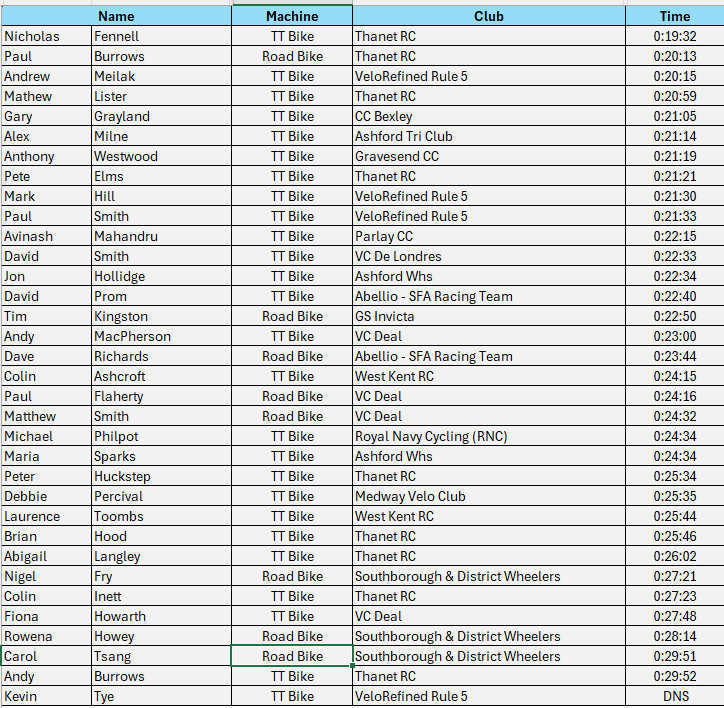 Name Machine Club Time
Nicholas Fennell TT Bike Thanet RC 0:19:32
Paul Burrows Road Bike Thanet RC 0:20:13
Andrew Meilak TT Bike VeloRefined Rule 5 0:20:15
Mathew Lister TT Bike Thanet RC 0:20:59
Gary Grayland TT Bike CC Bexley 0:21:05
Alex Milne TT Bike Ashford Tri Club 0:21:14
Anthony Westwood TT Bike Gravesend CC 0:21:19
Pete Elms TT Bike Thanet RC 0:21:21
Mark Hill TT Bike VeloRefined Rule 5 0:21:30
Paul Smith TT Bike VeloRefined Rule 5 0:21:33
Avinash Mahandru TT Bike Parlay CC 0:22:15
David Smith TT Bike VC De Londres 0:22:33
Jon Hollidge TT Bike Ashford Whs 0:22:34
David Prom TT Bike Abellio - SFA Racing Team 0:22:40
Tim Kingston Road Bike GS Invicta 0:22:50
Andy MacPherson TT Bike VC Deal 0:23:00
Dave Richards Road Bike Abellio - SFA Racing Team 0:23:44
Colin Ashcroft TT Bike West Kent RC 0:24:15
Paul Flaherty Road Bike VC Deal 0:24:16
Matthew Smith Road Bike VC Deal 0:24:32
Michael Philpot TT Bike Royal Navy Cycling (RNC) 0:24:34
Maria Sparks TT Bike Ashford Whs 0:24:34
Peter Huckstep TT Bike Thanet RC 0:25:34
Debbie Percival TT Bike Medway Velo Club 0:25:35
Laurence Toombs TT Bike West Kent RC 0:25:44
Brian Hood TT Bike Thanet RC 0:25:46
Abigail Langley TT Bike Thanet RC 0:26:02
Nigel Fry Road Bike Southborough & District Wheelers 0:27:21
Colin Inett TT Bike Thanet RC 0:27:23
Fiona Howarth TT Bike VC Deal 0:27:48
Rowena Howey Road Bike Southborough & District Wheelers 0:28:14
Carol Tsang Road Bike Southborough & District Wheelers 0:29:51
Andy Burrows TT Bike Thanet RC 0:29:52
Kevin Tye TT Bike VeloRefined Rule 5 DNS